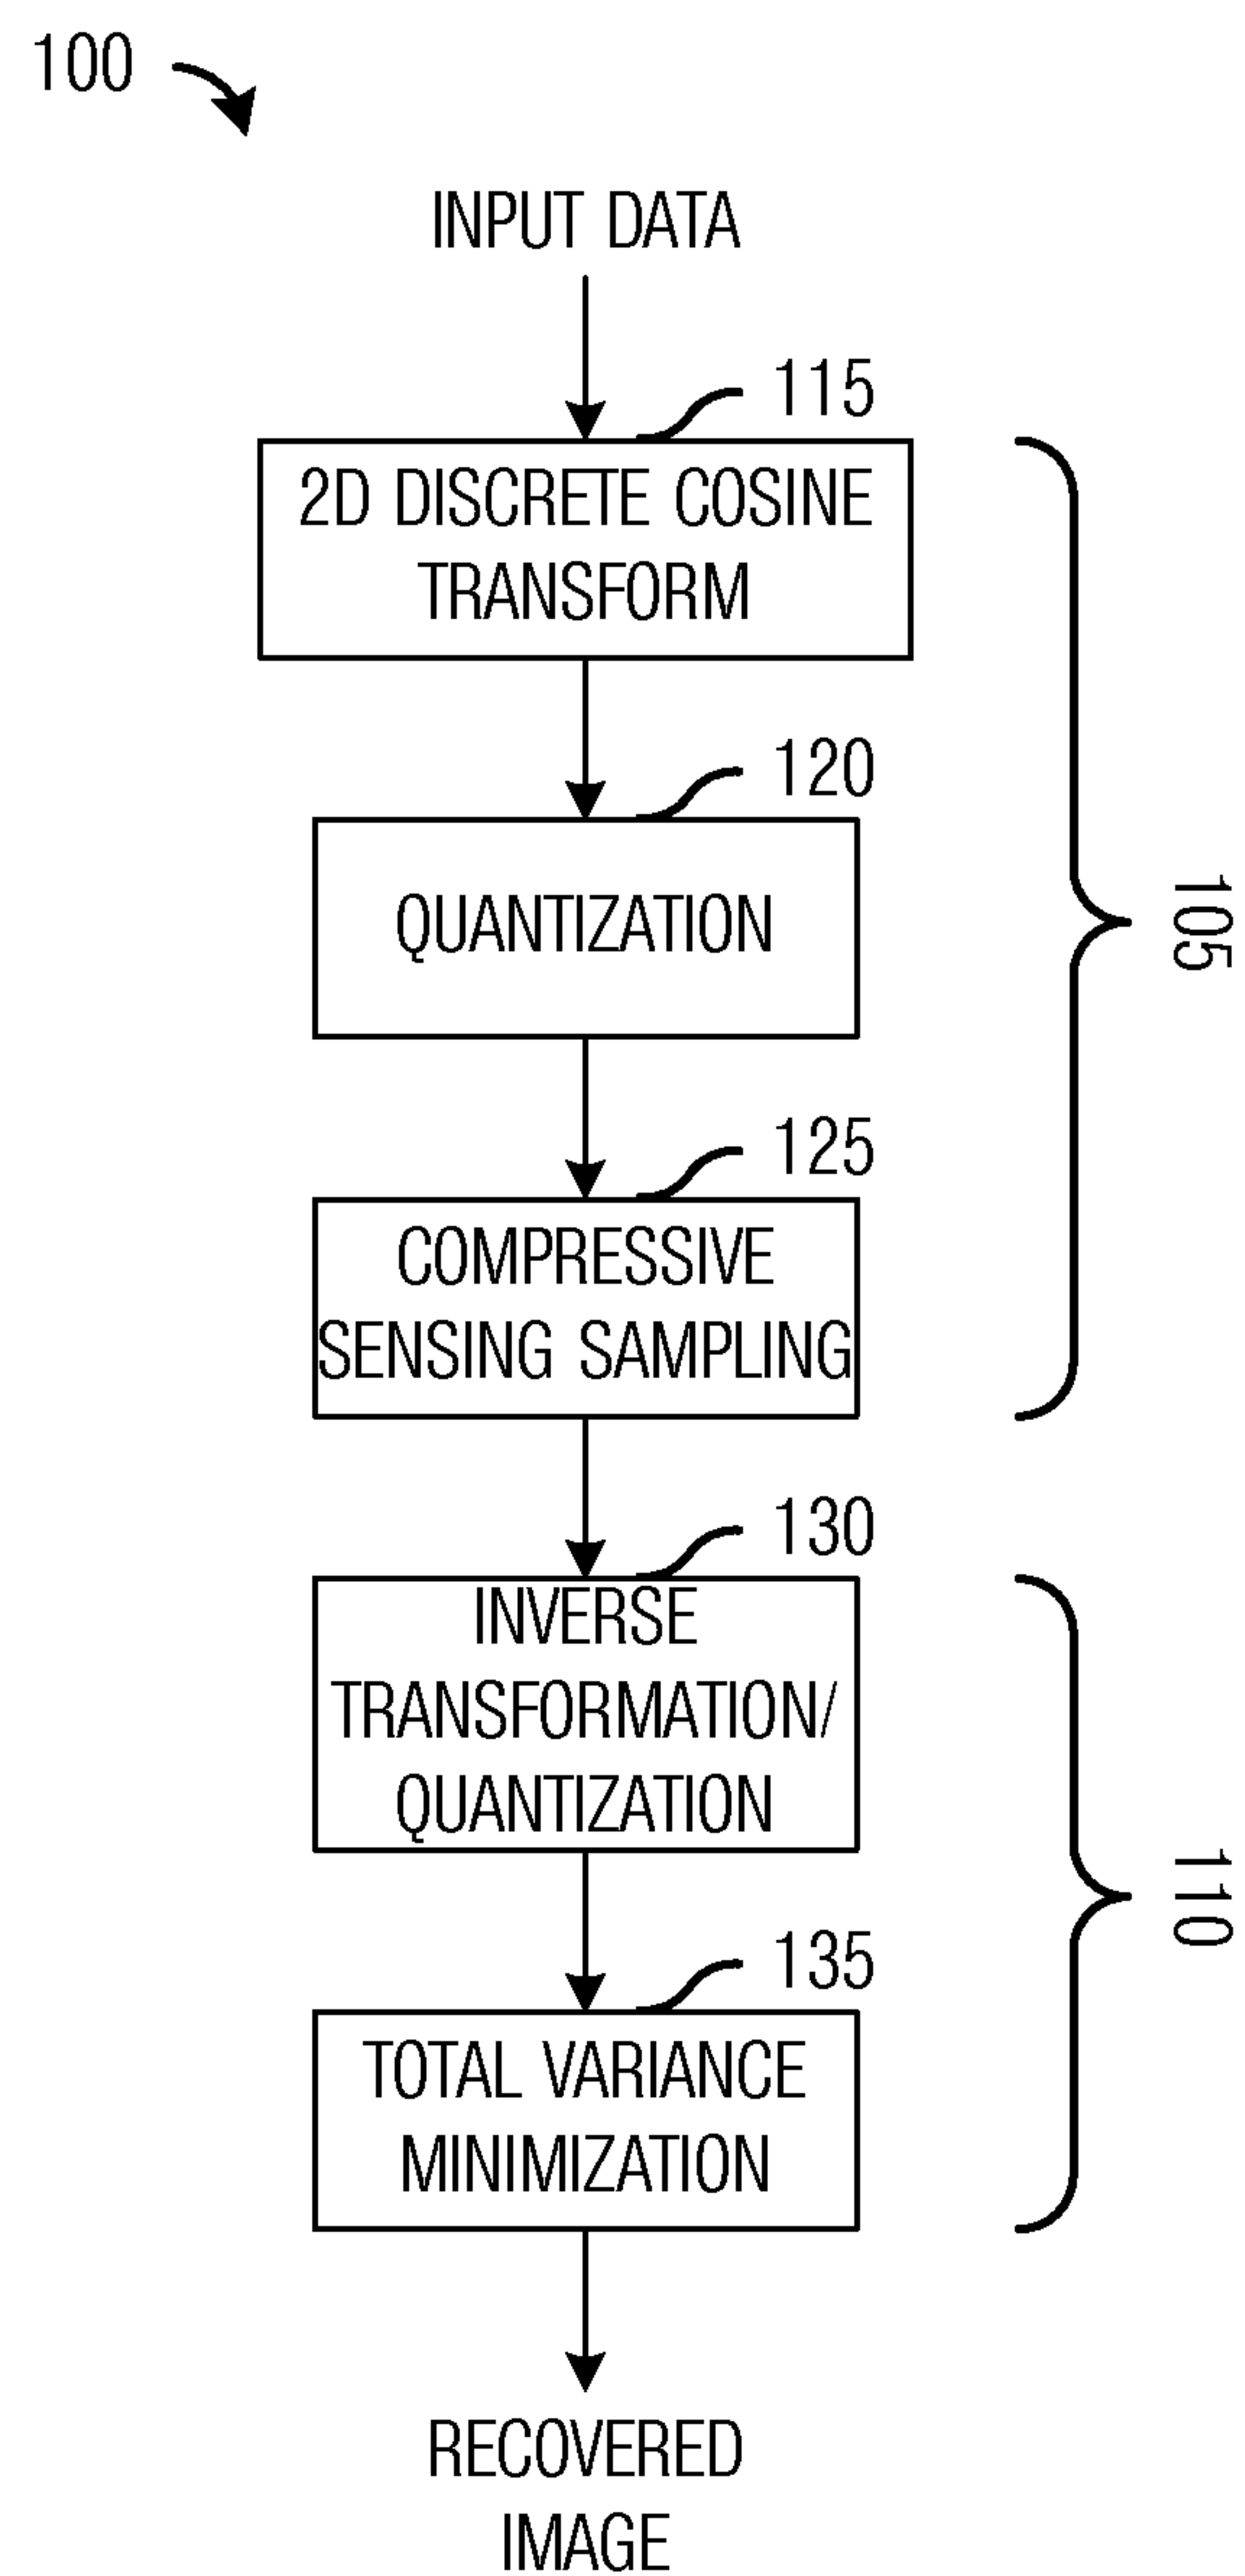 100
INPUT DATA
115
2D DISCRETE COSINE
TRANSFORM
120
QUANTIZATION
105
125
COMPRESSIVE
SENSING SAMPLING
130
INVERSE
TRANSFORMATION/
QUANTIZATION
110
135
TOTAL VARIANCE
MINIMIZATION
RECOVERED
IMAGE